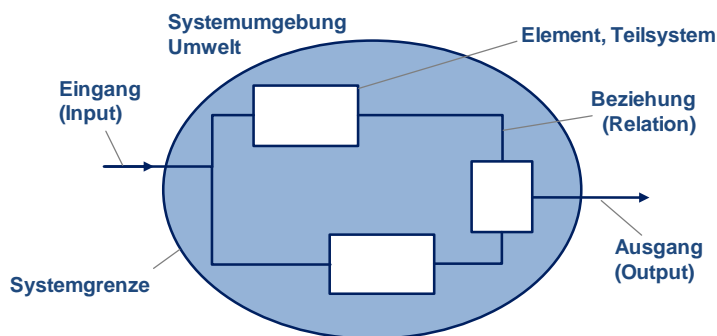 Systemumgebung
Umwelt
Element, Teilsystem
Eingang
(Input)
Beziehung
(Relation)
Systemgrenze
Ausgang
(Output)